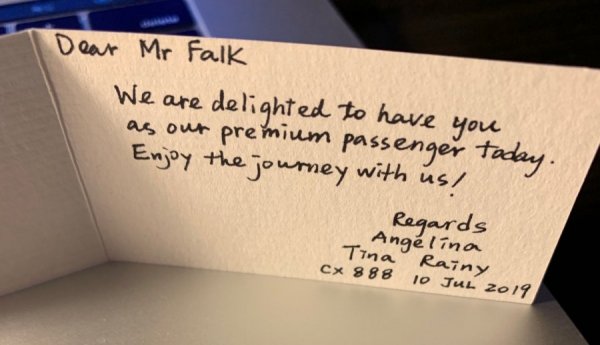 Dear Mr Falk
We are delighted to have you
as our premium passenger today.
Enjoy the journey with us!
Regards
Angelina
Tina Rainy
CX 888 10 JUL 2019